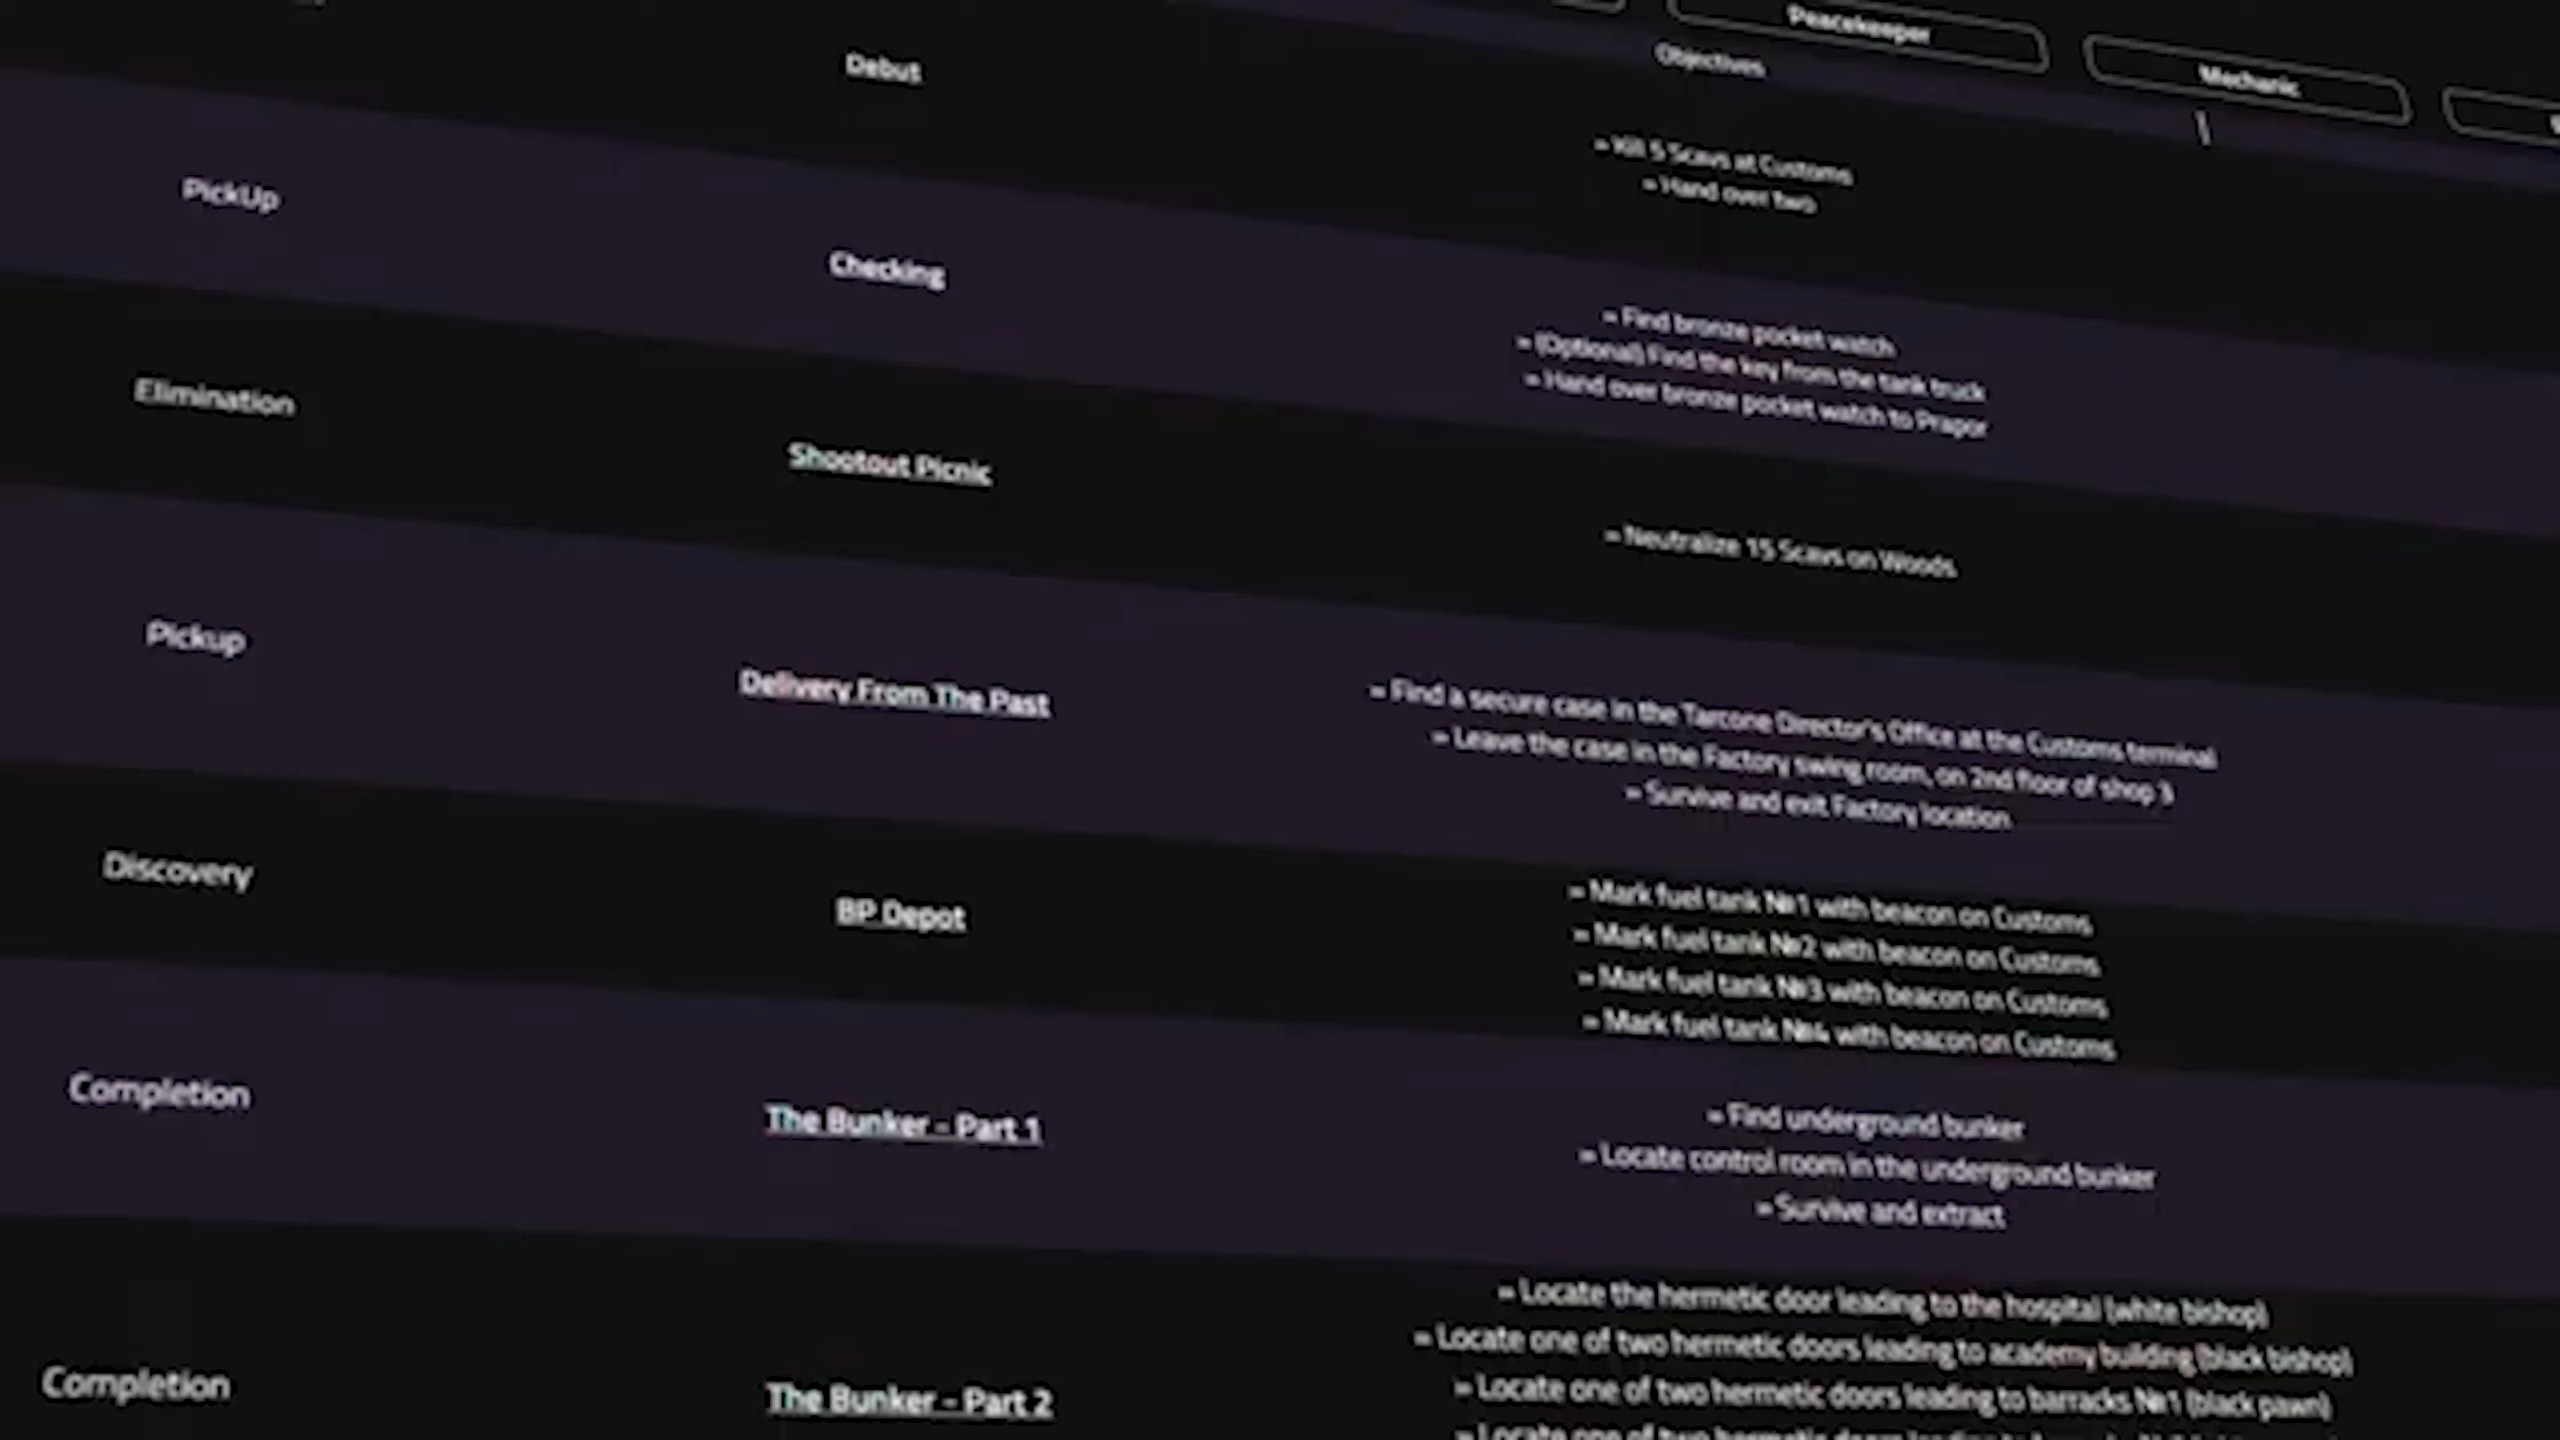 Peacekeeper
Mechanic
Objectives
Debut
» Kill 5 Scavs at Customs
» Hand over two
PickUp
Checking
» Find bronze pocket watch
» (Optional) Find the key from the tank truck
» Hand over bronze pocket watch to Prapor
Elimination
Shootout Picnic
» Neutralize 15 Scavs on Woods
Pickup
Delivery From The Past
» Find a secure case in the Tarcone Director's Office at the Customs terminal
» Leave the case in the Factory swing room, on 2nd floor of shop 3
» Survive and exit Factory location.
Discovery
BP Depot
» Mark fuel tank №1 with beacon on Customs
» Mark fuel tank №2 with beacon on Customs
» Mark fuel tank №3 with beacon on Customs
» Mark fuel tank №4 with beacon on Customs
Completion
The Bunker - Part 1
» Find underground bunker
» Locate control room in the underground bunker
» Survive and extract
Completion
The Bunker - Part 2
» Locate the hermetic door leading to the hospital (white bishop)
» Locate one of two hermetic doors leading to academy building (black bishop)
» Locate one of two hermetic doors leading to barracks №1 (black pawn)
» Locate one of two hermetic doors leading to